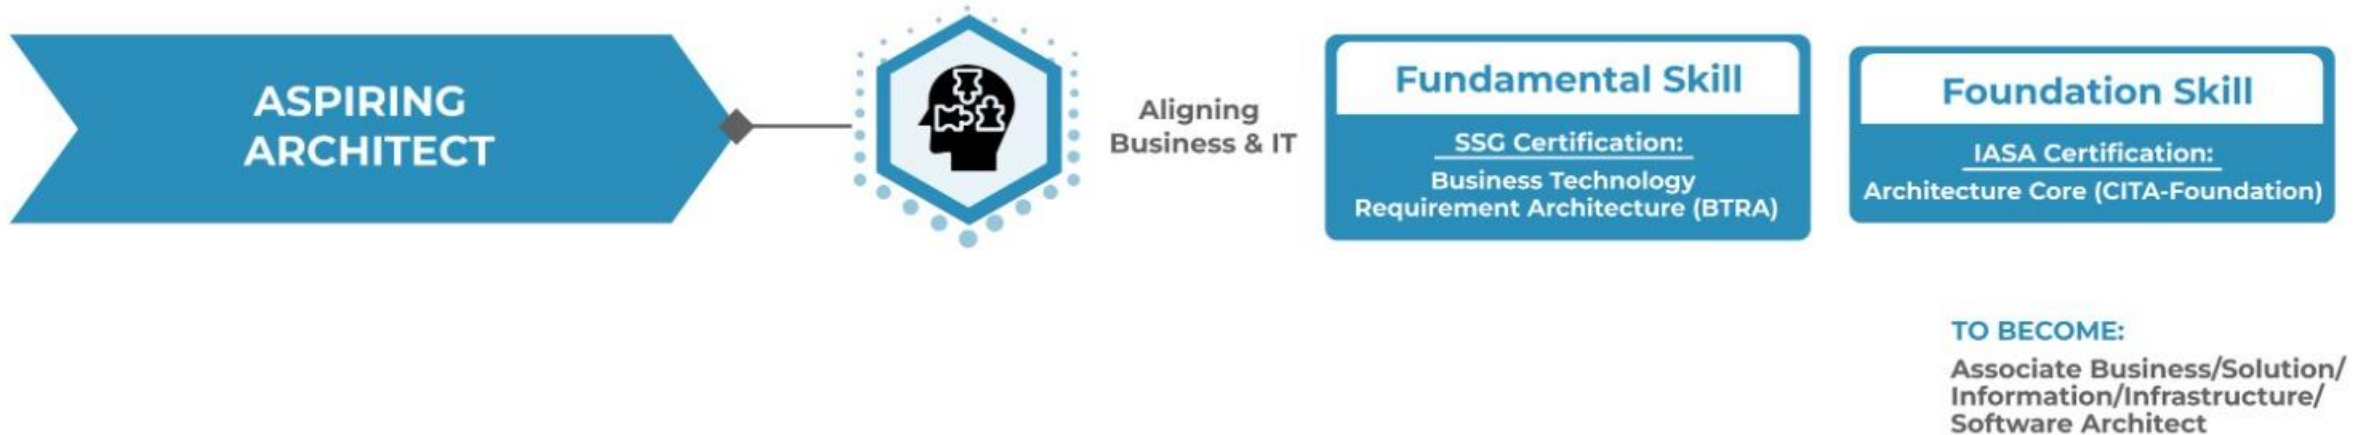 ASPIRING
ARCHITECT
Aligning
Business & IT
Fundamental Skill
SSG Certification:
Business Technology
Requirement Architecture (BTRA)
Foundation Skill
IASA Certification:
Architecture Core (CITA-Foundation)
TO BECOME:
Associate Business/Solution/
Information/Infrastructure/
Software Architect